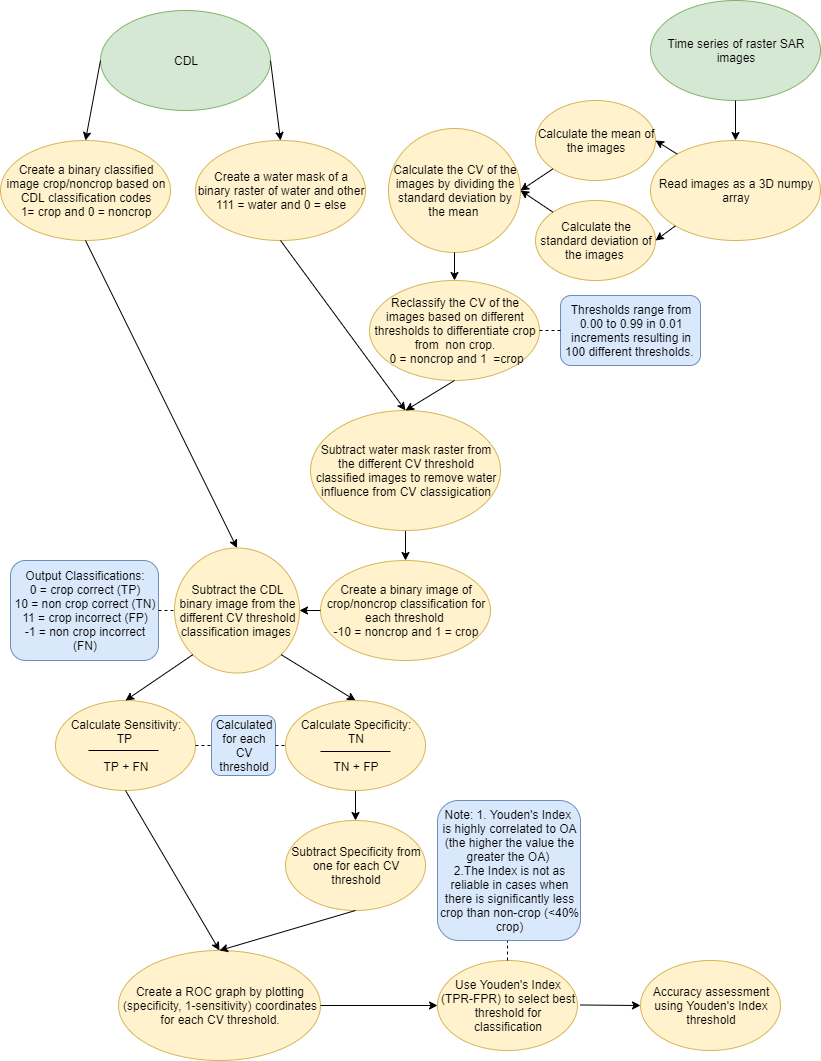 CDL
Time series of raster SAR
images
Create a binary classified
image crop/noncrop based on
CDL classification codes
1= crop and 0 = noncrop
Create a water mask of a
binary raster of water and other
111 = water and 0 = else
Calculate the CV of the
images by dividing the
standard deviation by
the mean
Calculate the mean of
the images
Calculate the
standard deviation of
the images
Read images as a 3D numpy
array
Reclassify the CV of the
images based on different
thresholds to differentiate crop
from  non crop.
0 = noncrop and 1  =crop
Thresholds range from
0.00 to 0.99 in 0.01
increments resulting in
100 different thresholds.
Subtract water mask raster from
the different CV threshold
classified images to remove water
influence from CV classigication
Output Classifications:
0 = crop correct (TP)
10 = non crop correct (TN)
11 = crop incorrect (FP)
-1 = non crop incorrect
(FN)
Subtract the CDL
binary image from the
different CV threshold
classification images
Create a binary image of
crop/noncrop classification for
each threshold
-10 = noncrop and 1 = crop
Calculate Sensitivity:
TP
TP + FN
Calculated
for each
CV
threshold
Calculate Specificity:
TN
TN + FP
Subtract Specificity from
one for each CV
threshold
Note: 1. Youden's Index
is highly correlated to OA
(the higher the value the
greater the OA)
2.The Index is not as
reliable in cases when
there is significantly less
crop than non-crop (<40%
crop)
Create a ROC graph by plotting
(specificity, 1-sensitivity) coordinates
for each CV threshold.
Use Youden's Index
(TPR-FPR) to select best
threshold for
classification
Accuracy assessment
using Youden's Index
threshold